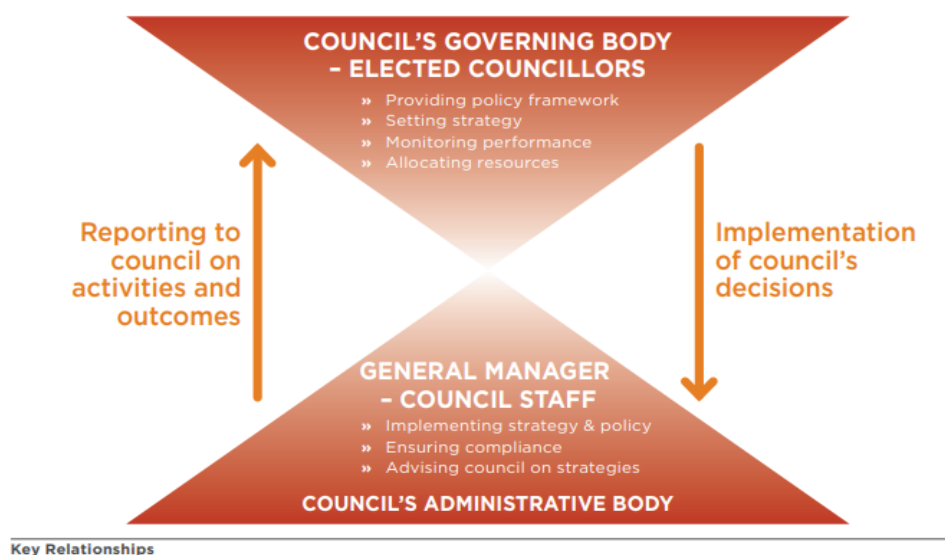 COUNCIL'S GOVERNING BODY
– ELECTED COUNCILLORS
» Providing policy framework
» Setting strategy
» Monitoring performance
» Allocating resources
Reporting to
council on
activities and
outcomes
Implementation
of council's
decisions
GENERAL MANAGER
– COUNCIL STAFF
» Implementing strategy & policy
» Ensuring compliance
» Advising council on strategies
COUNCIL'S ADMINISTRATIVE BODY
Key Relationships